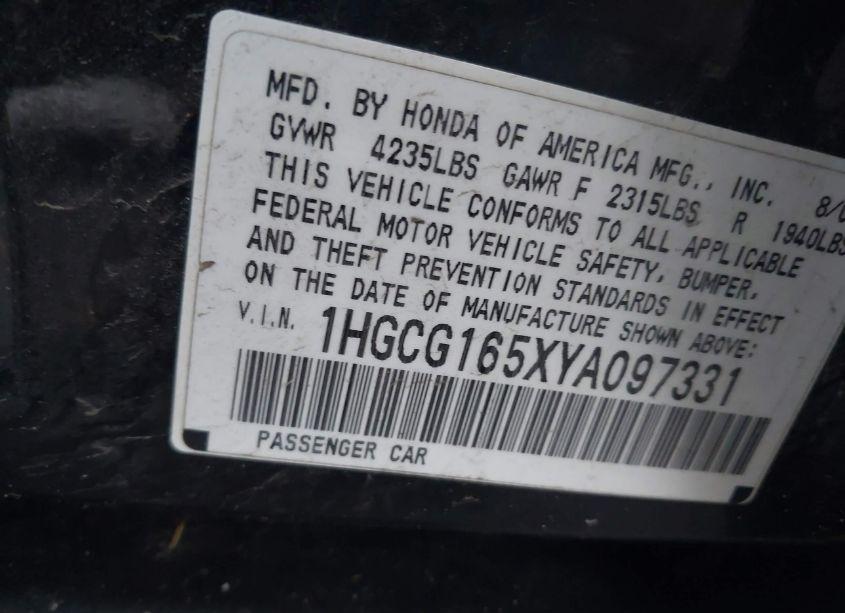 MFD. BY HONDA OF AMERICA MFG., INC. 8/0
GVWR 4235LBS GAWR F 2315LBS R 1940LBS
THIS VEHICLE CONFORMS TO ALL APPLICABLE
FEDERAL MOTOR VEHICLE SAFETY, BUMPER,
AND THEFT PREVENTION STANDARDS IN EFFECT
ON THE DATE OF MANUFACTURE SHOWN ABOVE:
V.I.N. 1HGCG165XYA097331
PASSENGER CAR